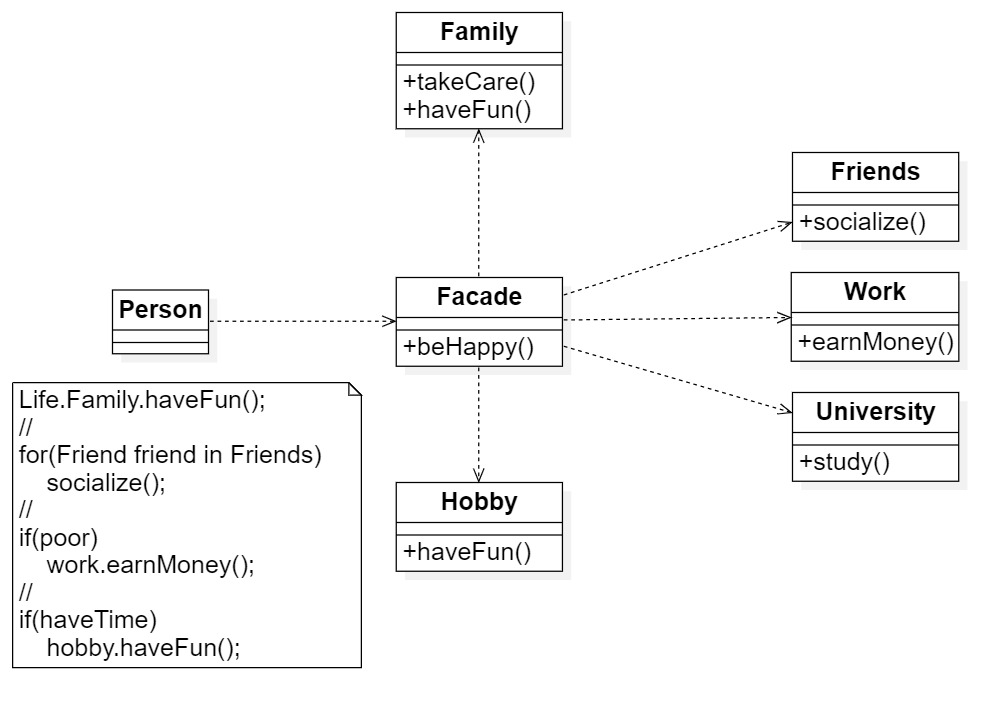 Family
+takeCare()
+haveFun()
Friends
+socialize()
Person
Facade
+beHappy()
Work
+earnMoney()
University
+study()
Hobby
+haveFun()
Life.Family.haveFun();
//
for(Friend friend in Friends)
socialize();
//
if(poor)
work.earnMoney();
//
if(haveTime)
hobby.haveFun();